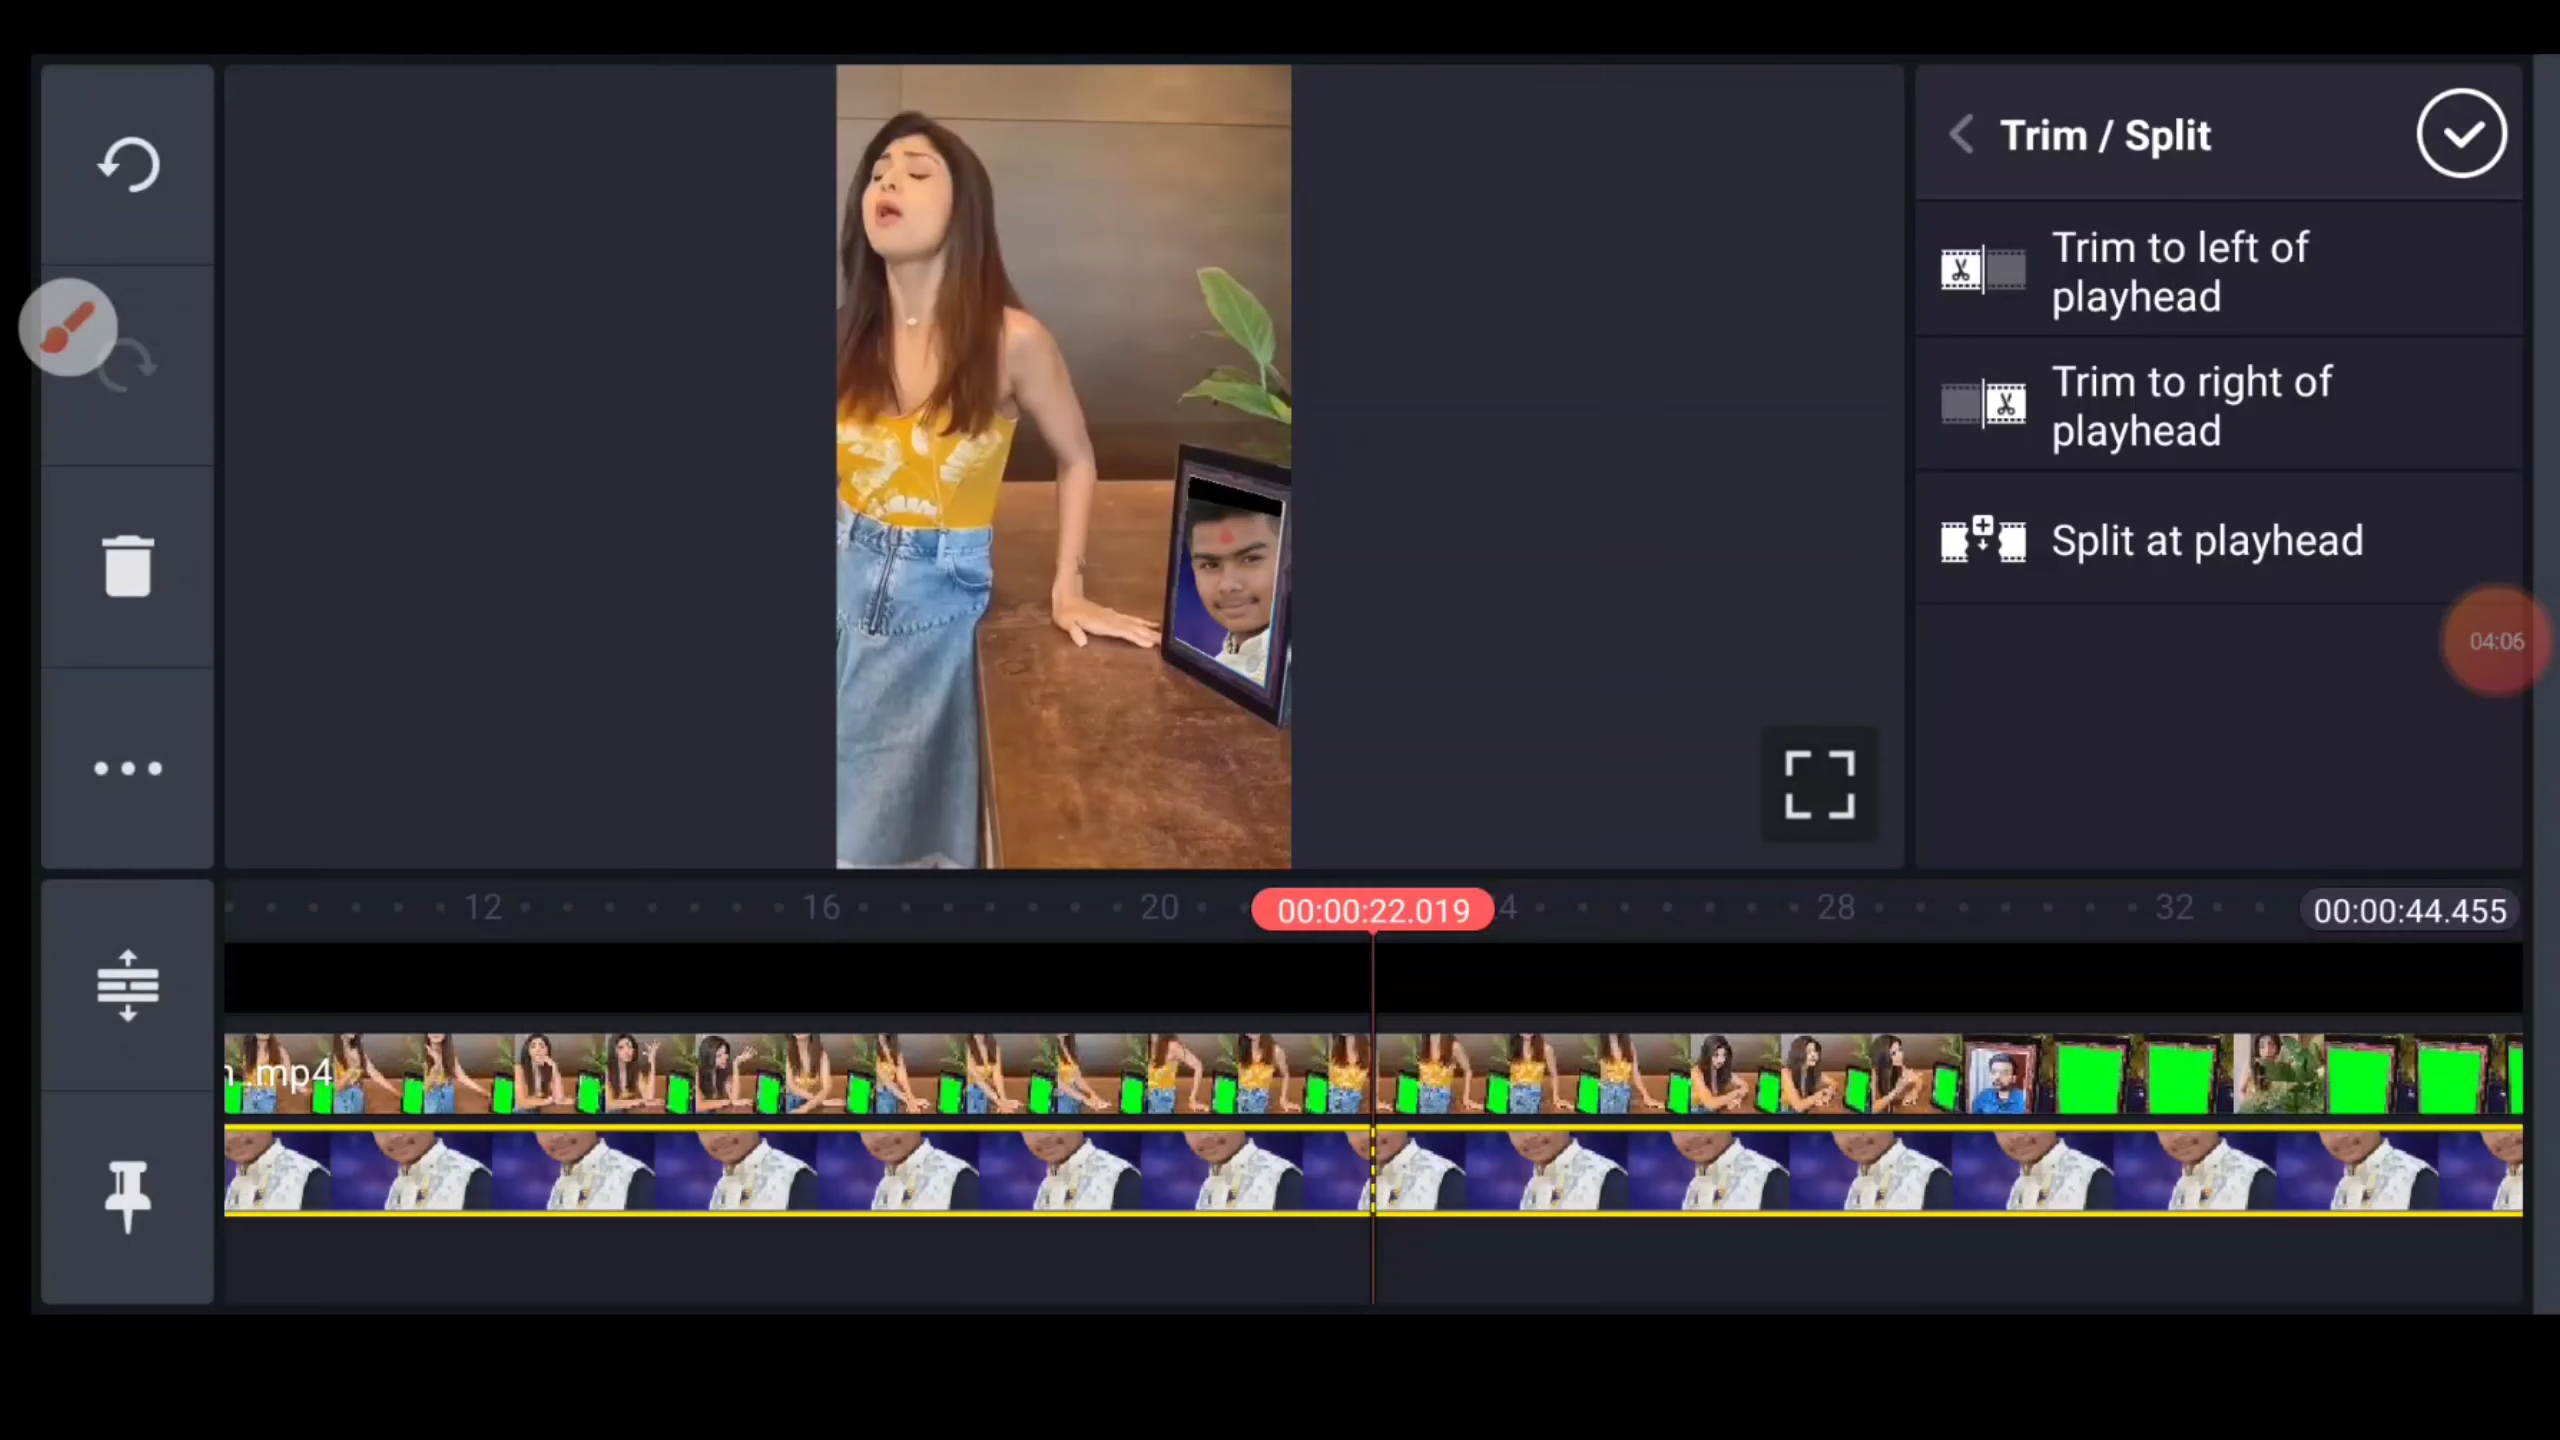 Trim / Split
Trim to left of
playhead
Trim to right of
playhead
Split at playhead
04:06
12
16
20
00:00:22.019
4
28
32
00:00:44.455
.mp4